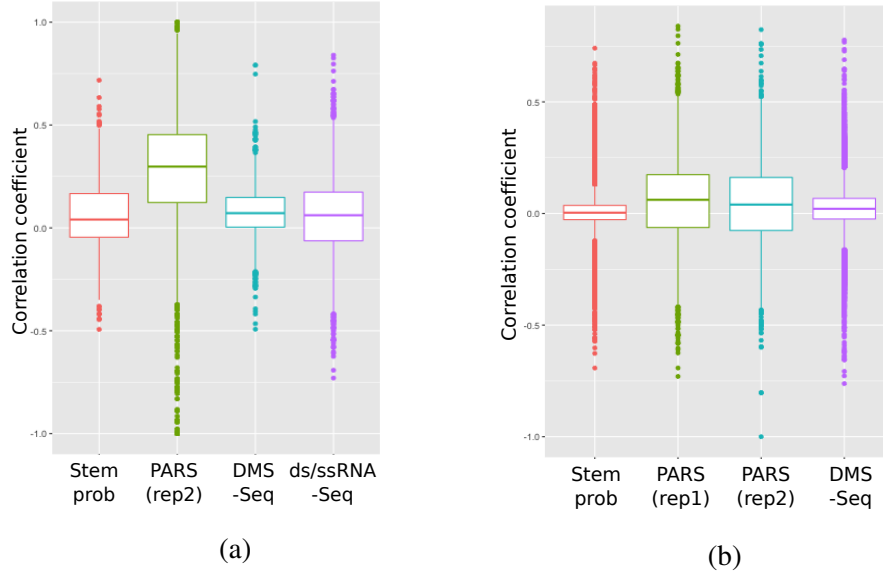 Correlation coefficient
1.0
0.5
0.0
-0.5
-1.0
Stem
prob
PARS
(rep2)
DMS
-Seq
ds/ssRNA
-Seq
(a)
Correlation coefficient
0.5
0.0
-0.5
-1.0
Stem
prob
PARS
(rep1)
PARS
(rep2)
DMS
-Seq
(b)